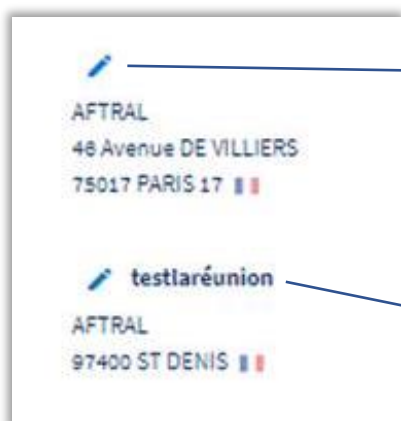 AFTRAL
46 Avenue DE VILLIERS
75017 PARIS 17
testlaréunion
AFTRAL
97400 ST DENIS